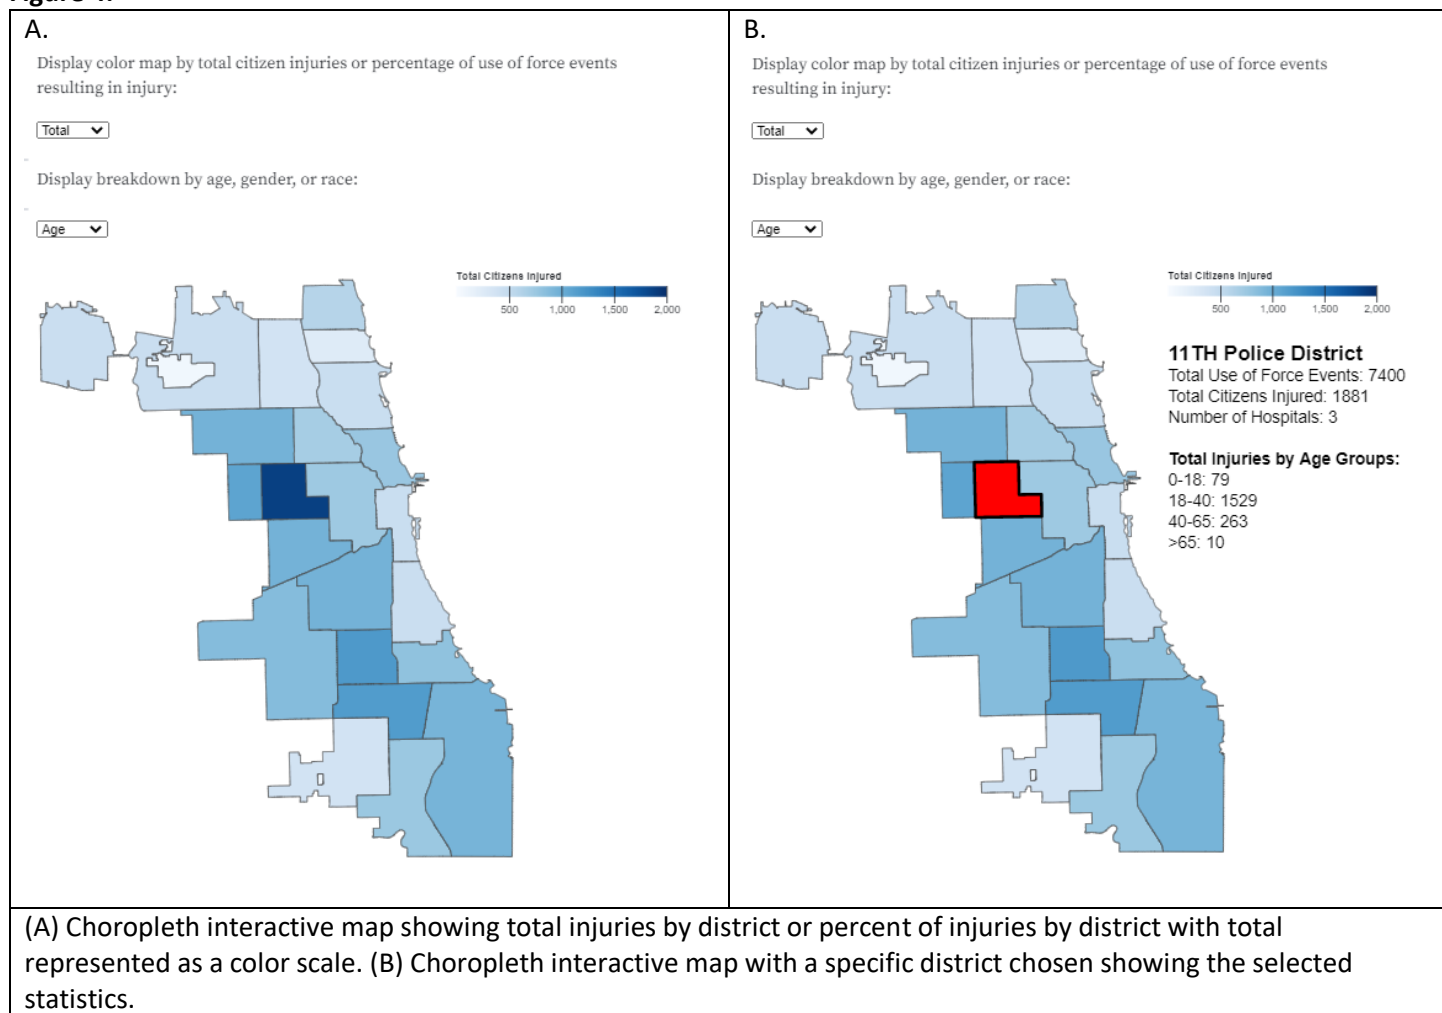 A.
Display color map by total citizen injuries or percentage of use of force events
resulting in injury:
Total
Display breakdown by age, gender, or race:
Age
Total Citizens Injured
500 1,000 1,500 2,000
B.
Display color map by total citizen injuries or percentage of use of force events
resulting in injury:
Total
Display breakdown by age, gender, or race:
Age
Total Citizens Injured
500 1,000 1,500 2,000
11TH Police District
Total Use of Force Events: 7400
Total Citizens Injured: 1881
Number of Hospitals: 3
Total Injuries by Age Groups:
0-18: 79
18-40: 1529
40-65: 263
>65: 10
(A) Choropleth interactive map showing total injuries by district or percent of injuries by district with total
represented as a color scale. (B) Choropleth interactive map with a specific district chosen showing the selected
statistics.